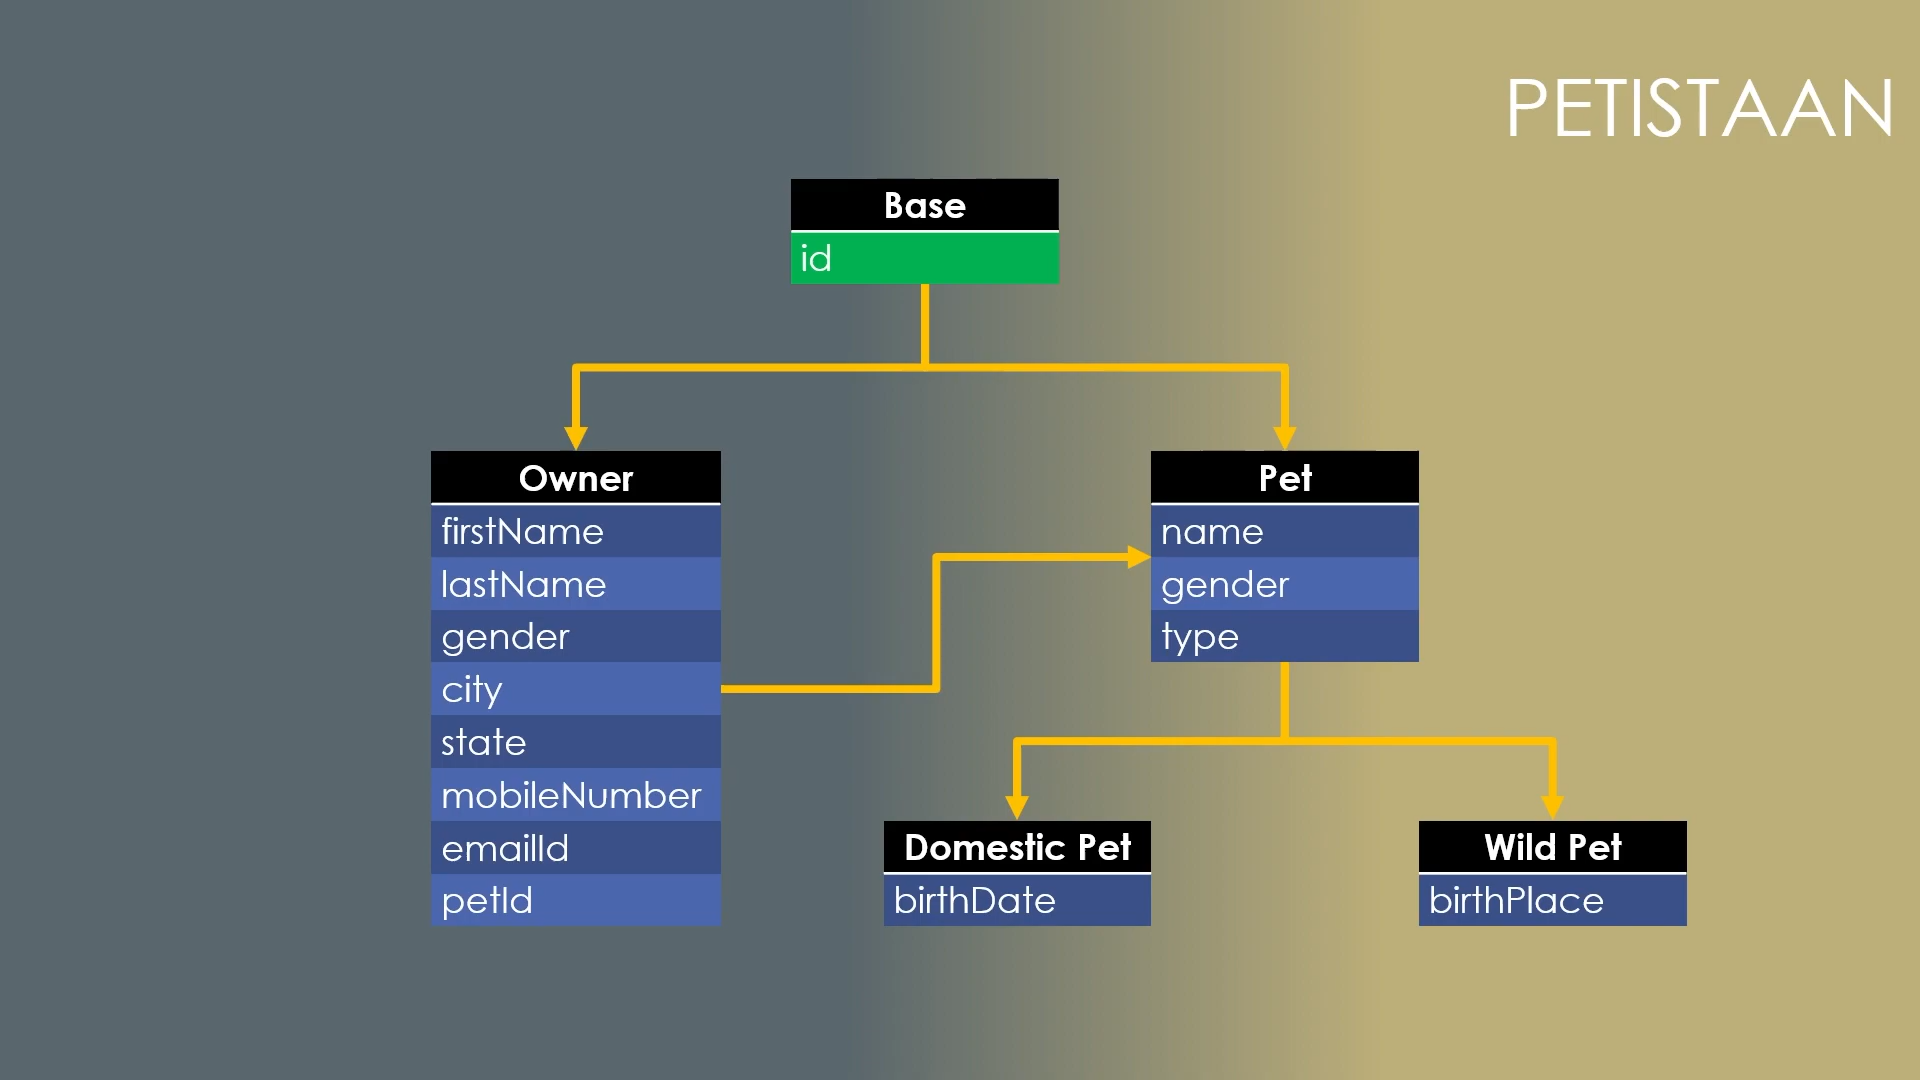 PETISTAAN
Base
id
Owner
firstName
lastName
gender
city
state
mobileNumber
emailId
petId
Pet
name
gender
type
Domestic Pet
birthDate
Wild Pet
birthPlace